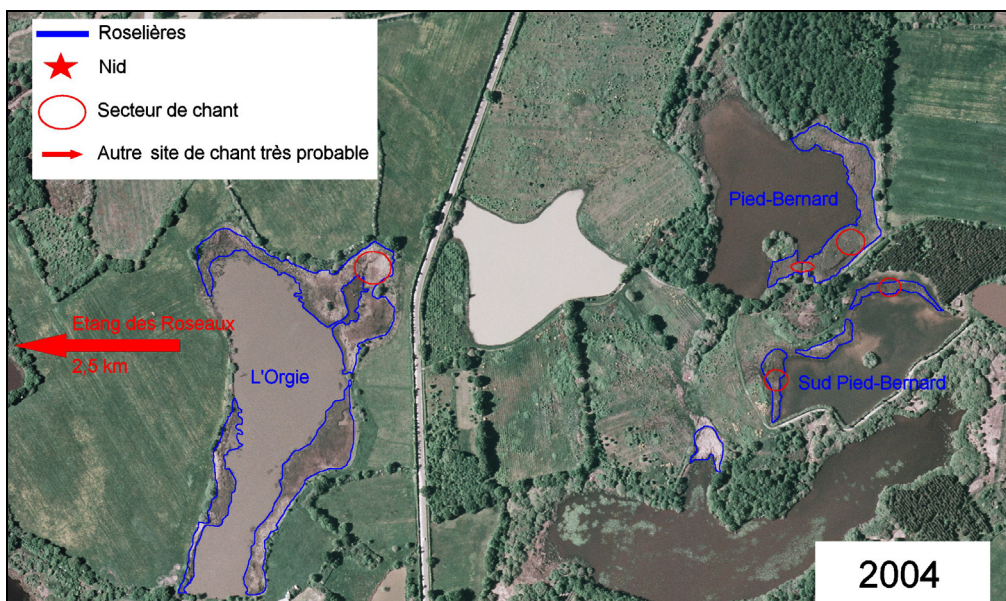 Roselières
Nid
Secteur de chant
Autre site de chant très probable
Pied-Bernard
Etang des Roseaux
2,5 km
L'Orgie
Sud Pied-Bernard
2004